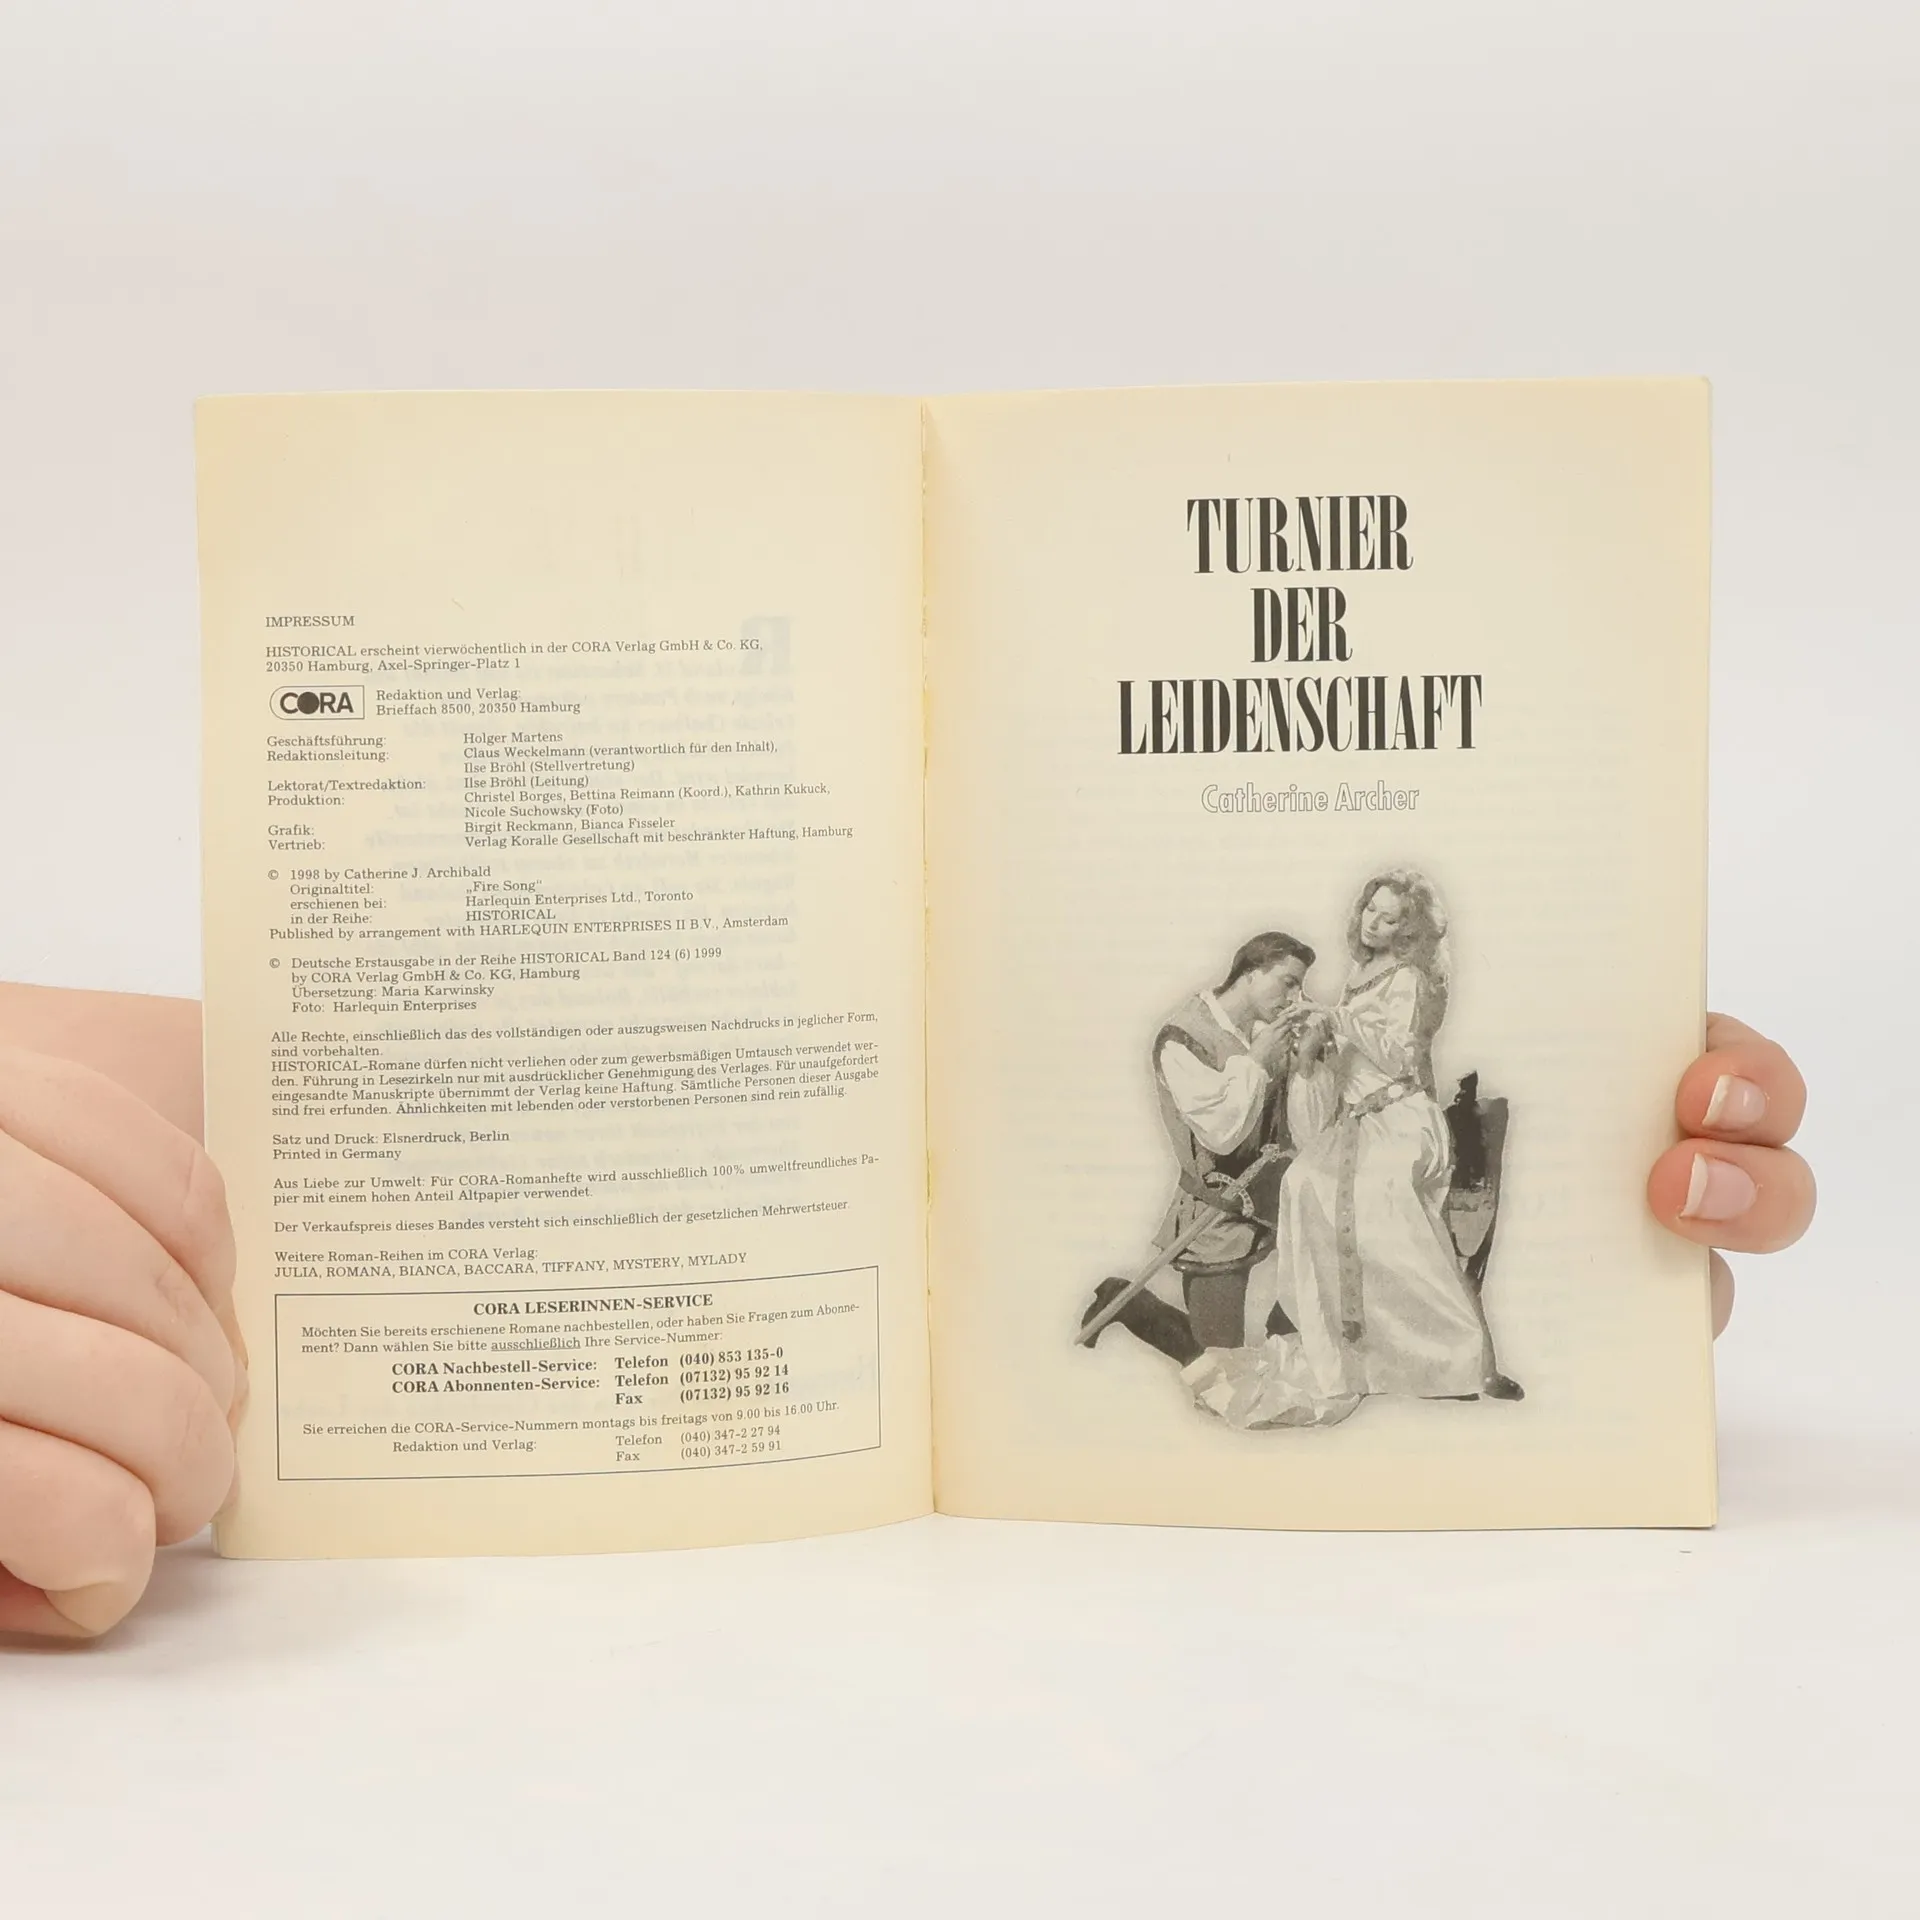 IMPRESSUM
HISTORICAL erscheint vierwöchentlich in der CORA Verlag GmbH & Co. KG,
20350 Hamburg, Axel-Springer-Platz 1
CORA
Redaktion und Verlag:
Brieffach 8500, 20350 Hamburg
Geschäftsführung: Holger Martens
Redaktionsleitung: Claus Weckelmann (verantwortlich für den Inhalt),
Ilse Bröhl (Stellvertretung)
Lektorat/Textredaktion: Ilse Bröhl (Leitung)
Produktion: Christel Borges, Bettina Reimann (Koord.), Kathrin Kukuck,
Nicole Suchowsky (Foto)
Grafik: Birgit Reckmann, Bianca Fisseler
Vertrieb: Verlag Koralle Gesellschaft mit beschränkter Haftung, Hamburg
© 1998 by Catherine J. Archibald
Originaltitel: „Fire Song“
erschienen bei: Harlequin Enterprises Ltd., Toronto
in der Reihe: HISTORICAL
Published by arrangement with HARLEQUIN ENTERPRISES II B.V., Amsterdam
© Deutsche Erstausgabe in der Reihe HISTORICAL Band 124 (6) 1999
by CORA Verlag GmbH & Co. KG, Hamburg
Übersetzung: Maria Karwinsky
Foto: Harlequin Enterprises
Alle Rechte, einschließlich das des vollständigen oder auszugsweisen Nachdrucks in jeglicher Form,
sind vorbehalten.
HISTORICAL-Romane dürfen nicht verliehen oder zum gewerbsmäßigen Umtausch verwendet wer-
den. Führung in Lesezirkeln nur mit ausdrücklicher Genehmigung des Verlages. Für unaufgefordert
eingesandte Manuskripte übernimmt der Verlag keine Haftung. Sämtliche Personen dieser Ausgabe
sind frei erfunden. Ähnlichkeiten mit lebenden oder verstorbenen Personen sind rein zufällig.
Satz und Druck: Elsnerdruck, Berlin
Printed in Germany
Aus Liebe zur Umwelt: Für CORA-Romanhefte wird ausschließlich 100% umweltfreundliches Pa-
pier mit einem hohen Anteil Altpapier verwendet.
Der Verkaufspreis dieses Bandes versteht sich einschließlich der gesetzlichen Mehrwertsteuer.
Weitere Roman-Reihen im CORA Verlag:
JULIA, ROMANA, BIANCA, BACCARA, TIFFANY, MYSTERY, MYLADY
CORA LESERINNEN-SERVICE
Möchten Sie bereits erschienene Romane nachbestellen, oder haben Sie Fragen zum Abonne-
ment? Dann wählen Sie bitte ausschließlich Ihre Service-Nummer:
CORA Nachbestell-Service: Telefon (040) 853 135-0
CORA Abonnenten-Service: Telefon (07132) 95 92 14
Fax (07132) 95 92 16
Sie erreichen die CORA-Service-Nummern montags bis freitags von 9.00 bis 16.00 Uhr.
Redaktion und Verlag: Telefon (040) 347-2 27 94
Fax (040) 347-2 59 91
TURNIER
DER
LEIDENSCHAFT
Catherine Archer